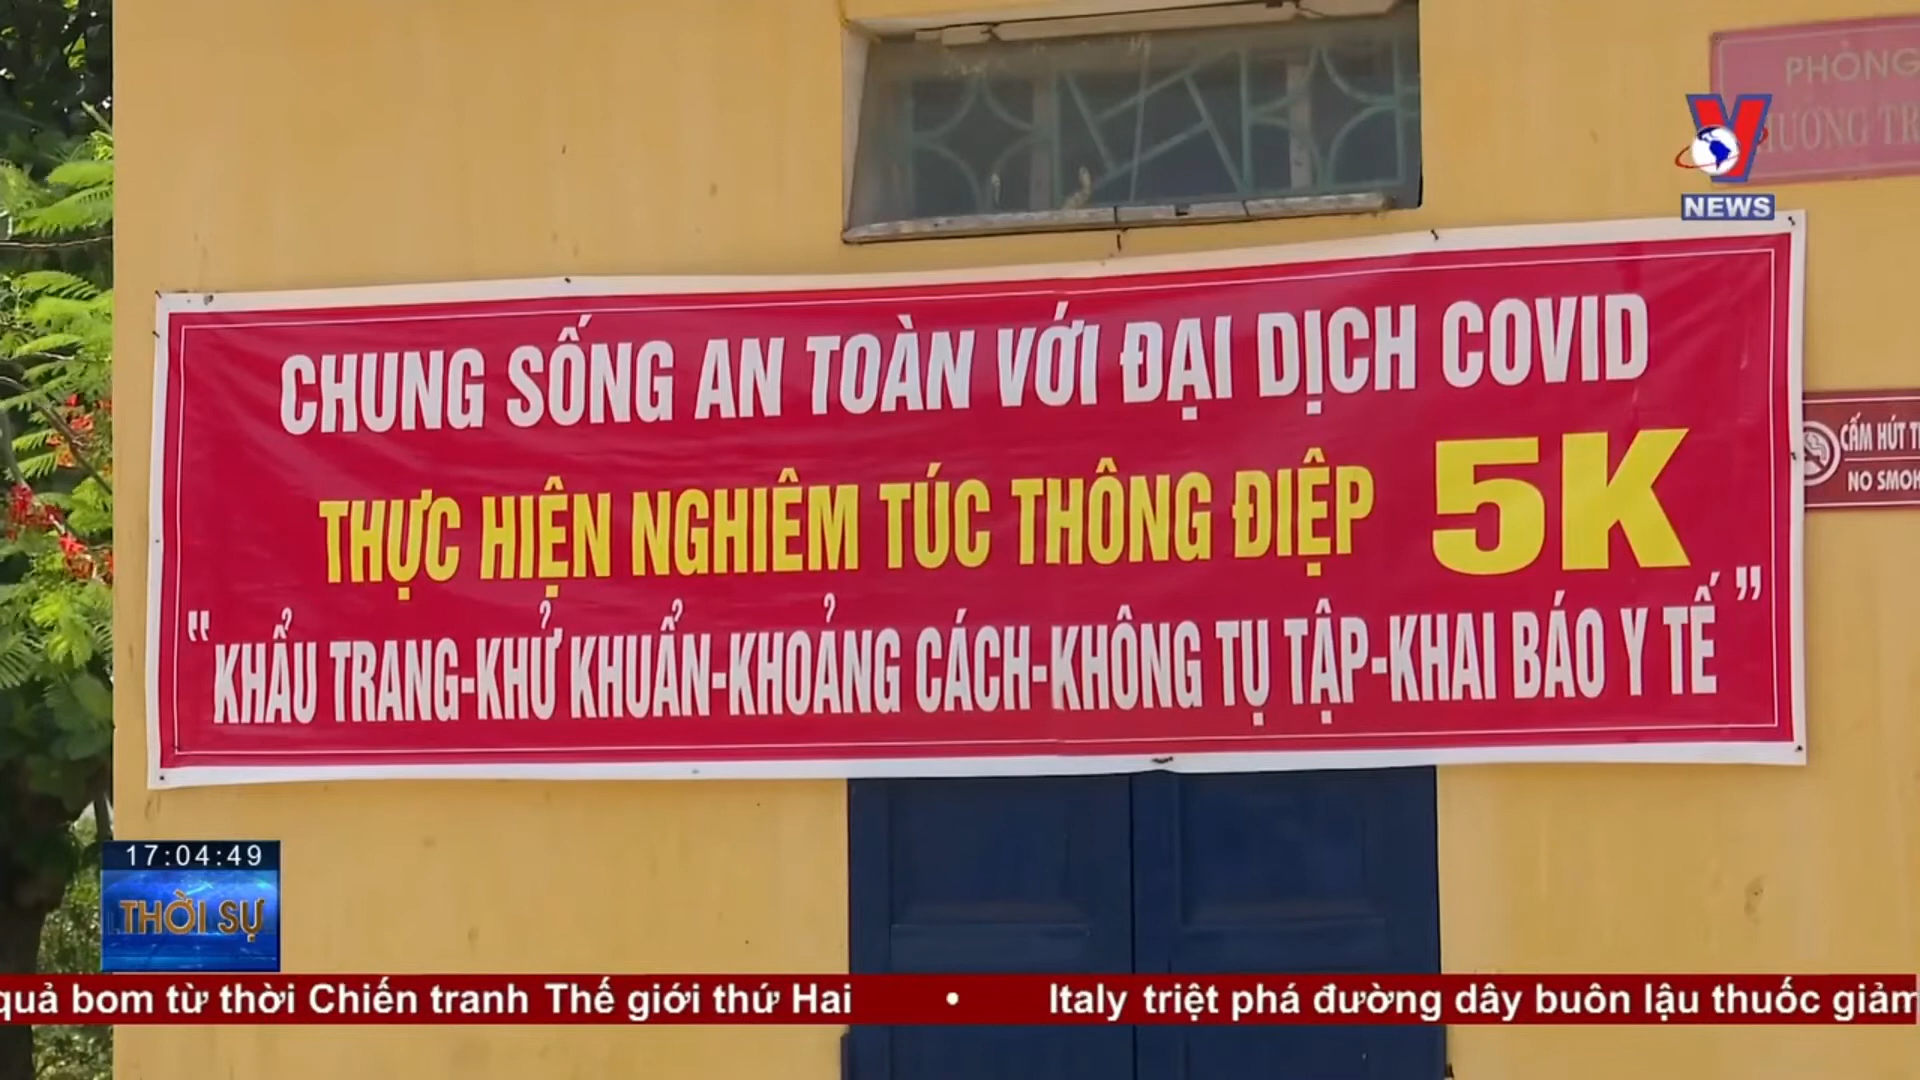 PHÒNG
NEWS
CHUNG SỐNG AN TOÀN VỚI ĐẠI DỊCH COVID
THỰC HIỆN NGHIÊM TÚC THÔNG ĐIỆP 5K
"KHẨU TRANG-KHỬ KHUẨN-KHOẢNG CÁCH-KHÔNG TỤ TẬP-KHAI BÁO Y TẾ"
CẤM HÚT
NO
17:04:49
THỜI SỰ
quả bom từ thời Chiến tranh Thế giới thứ Hai • Italy triệt phá đường dây buôn lậu thuốc giảm